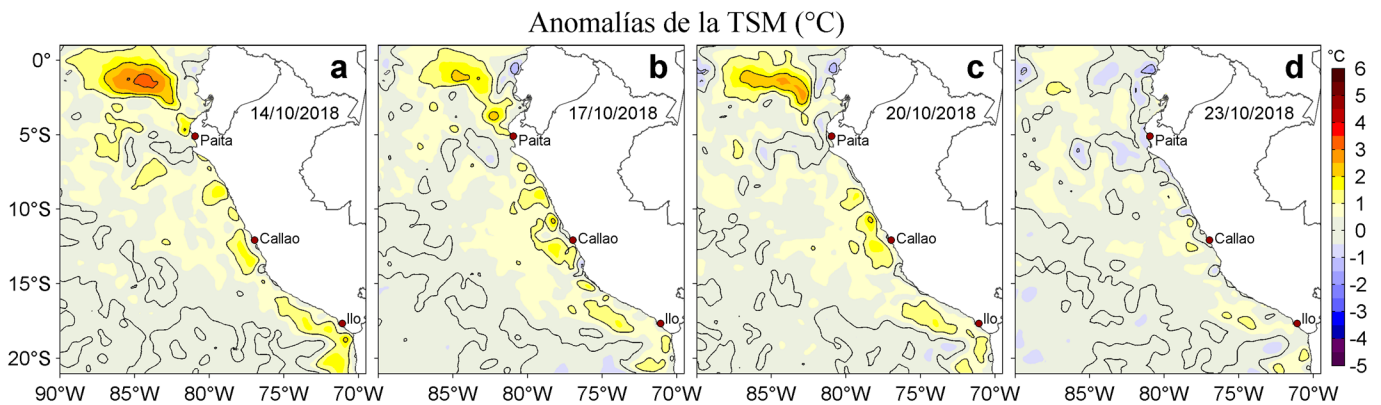 Anomalías de la TSM (°C)
a
b
c
d
14/10/2018
17/10/2018
20/10/2018
23/10/2018
Paita
Callao
Ilo
Paita
Callao
Ilo
Paita
Callao
Ilo
Paita
Callao
Ilo
0°
5°S
10°S
15°S
20°S
90°W 85°W 80°W 75°W 70°W
85°W 80°W 75°W 70°W
85°W 80°W 75°W 70°W
85°W 80°W 75°W 70°W
°C
6
5
4
3
2
1
0
-1
-2
-3
-4
-5